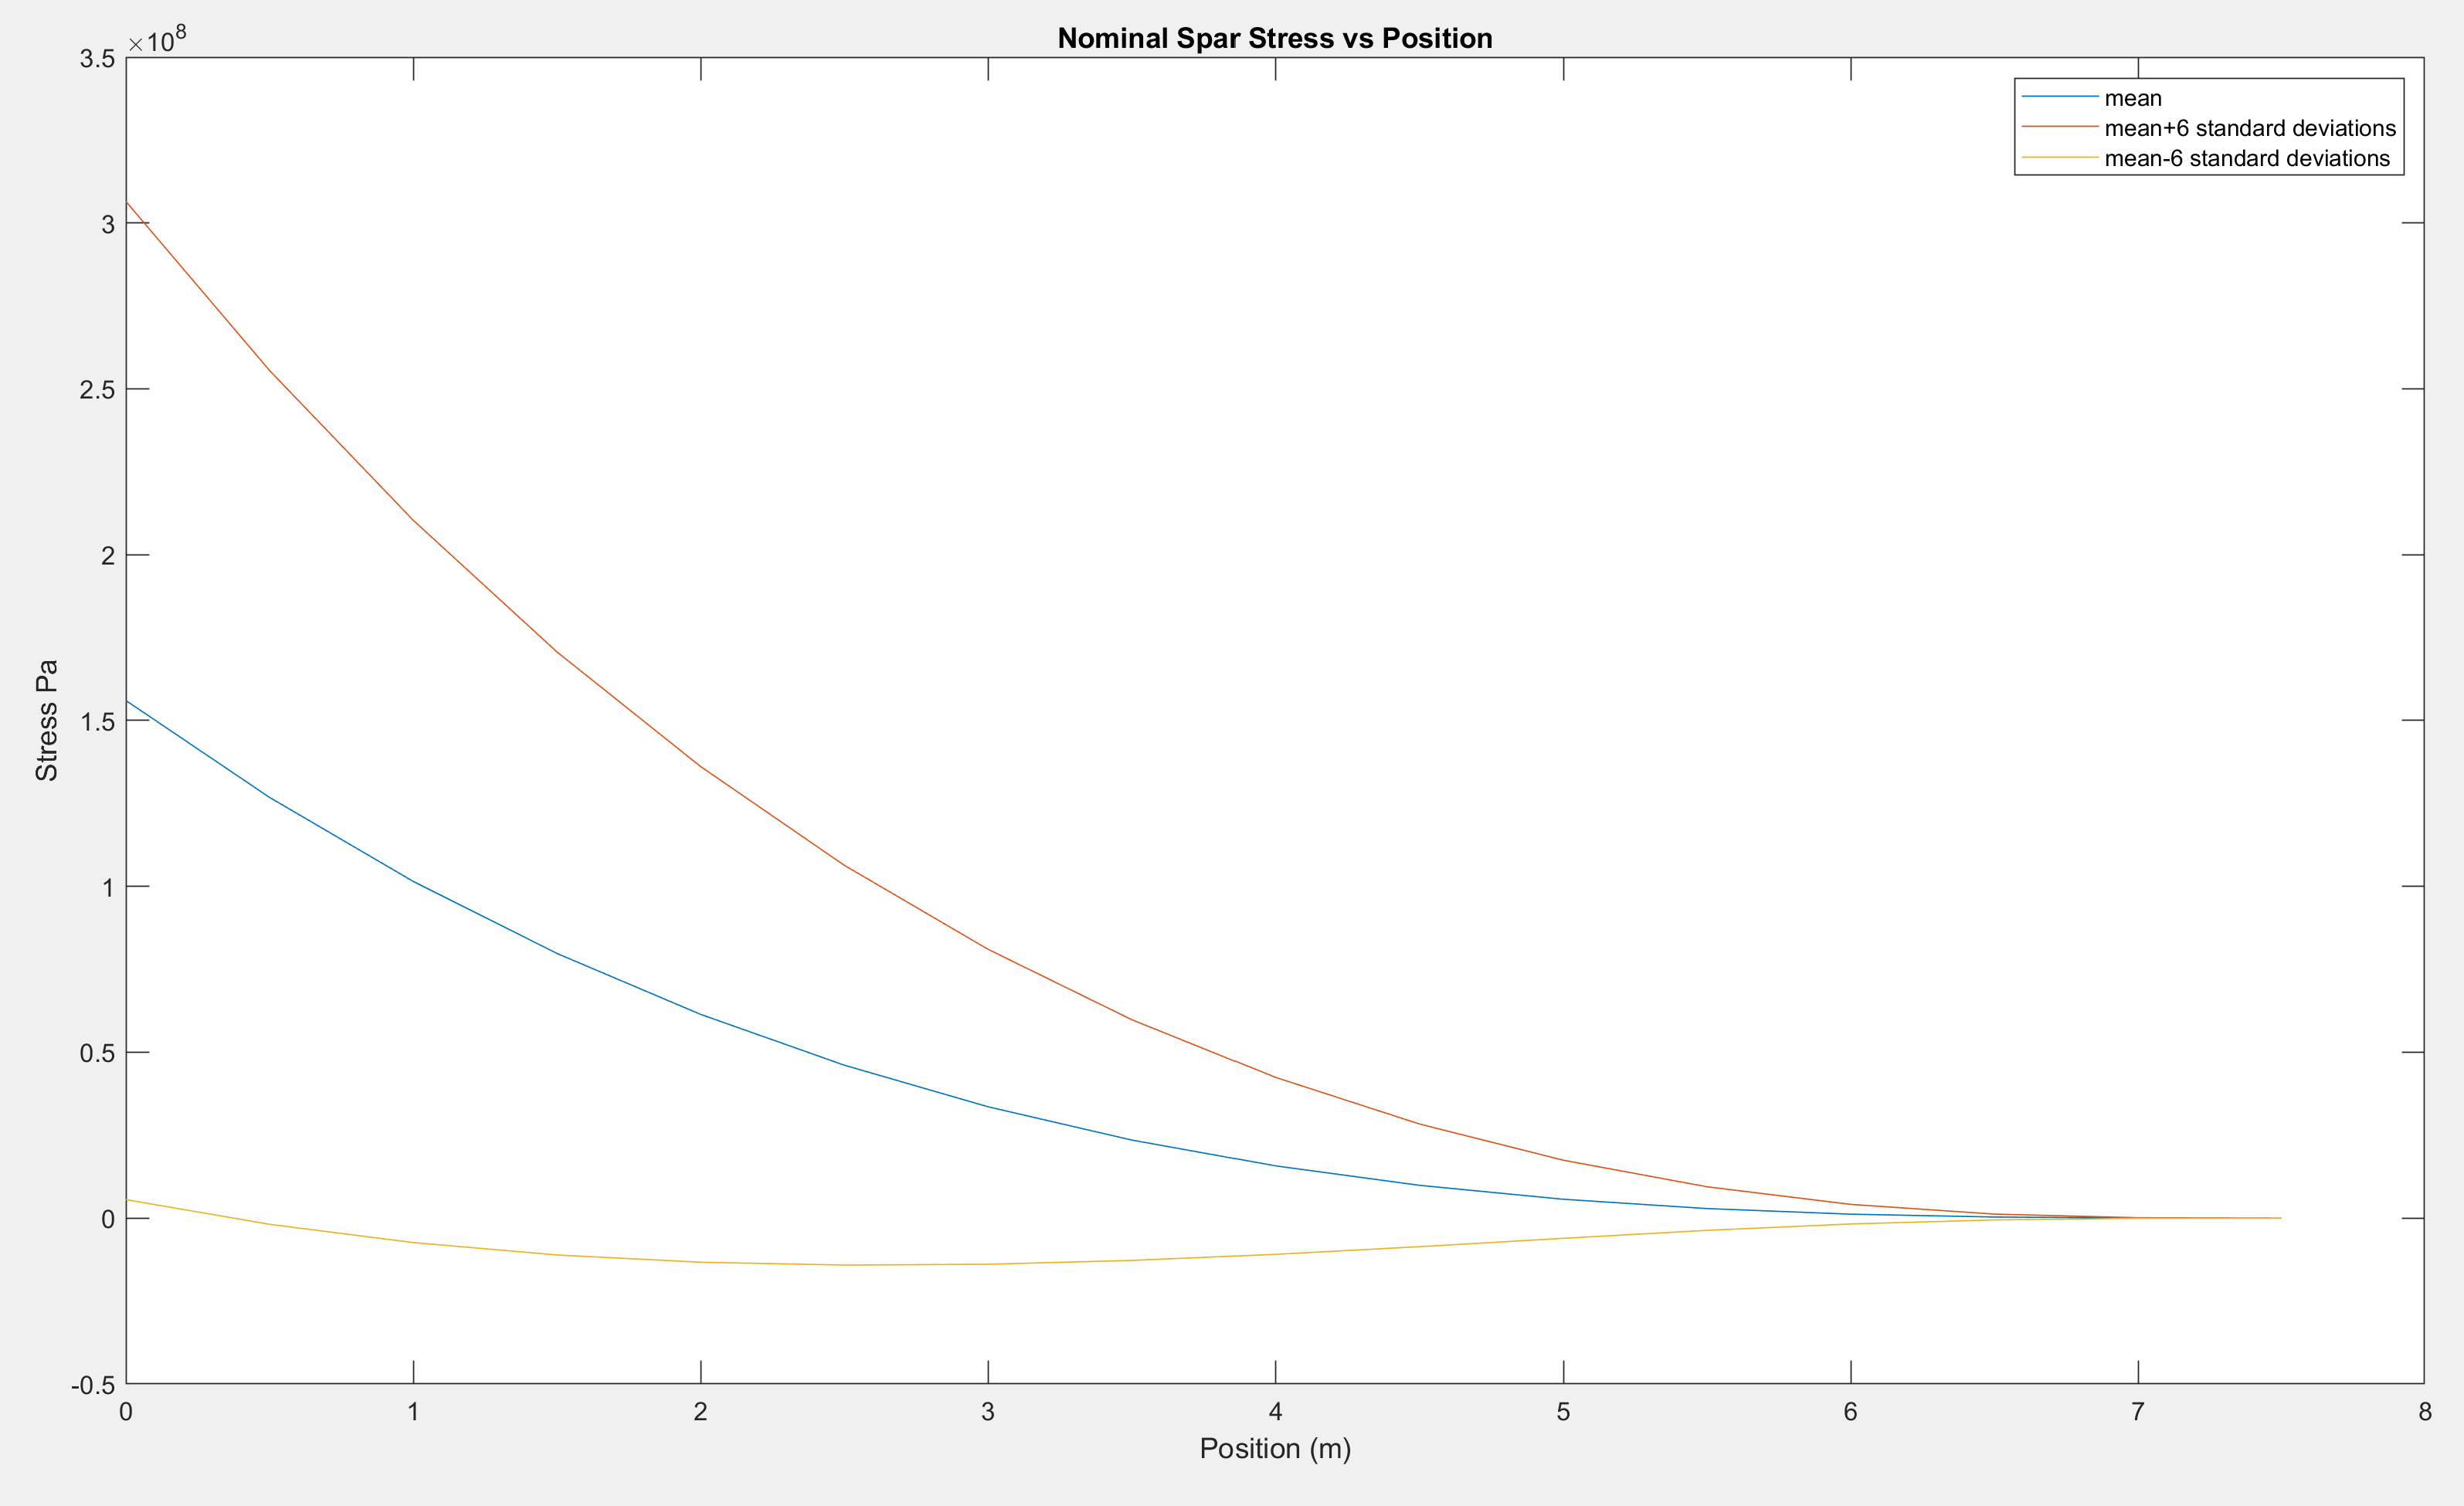 Nominal Spar Stress vs Position
×10^8
3.5
3
2.5
2
1.5
1
0.5
0
-0.5
Stress Pa
mean
mean+6 standard deviations
mean-6 standard deviations
0 1 2 3 4 5 6 7 8
Position (m)